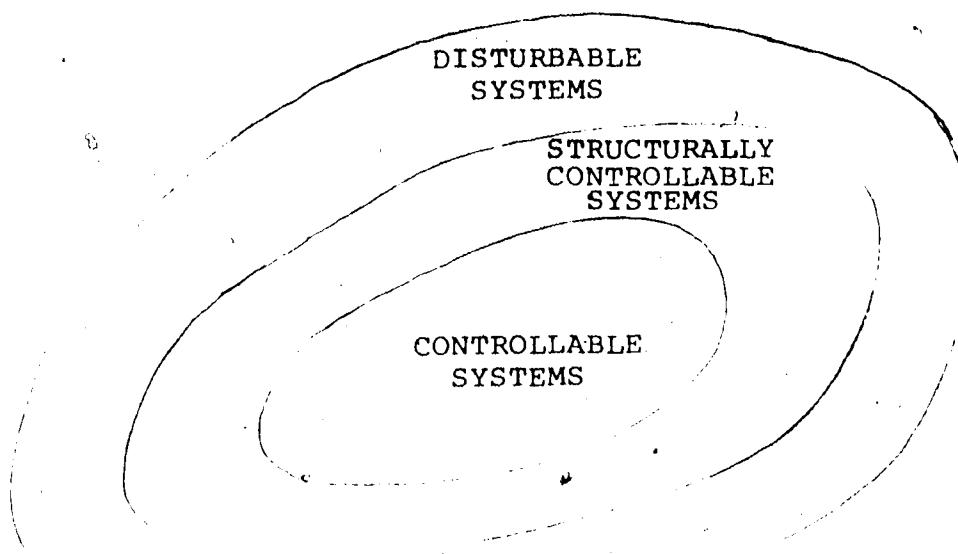 DISTURBABLE
SYSTEMS
STRUCTURALLY
CONTROLLABLE
SYSTEMS
CONTROLLABLE
SYSTEMS